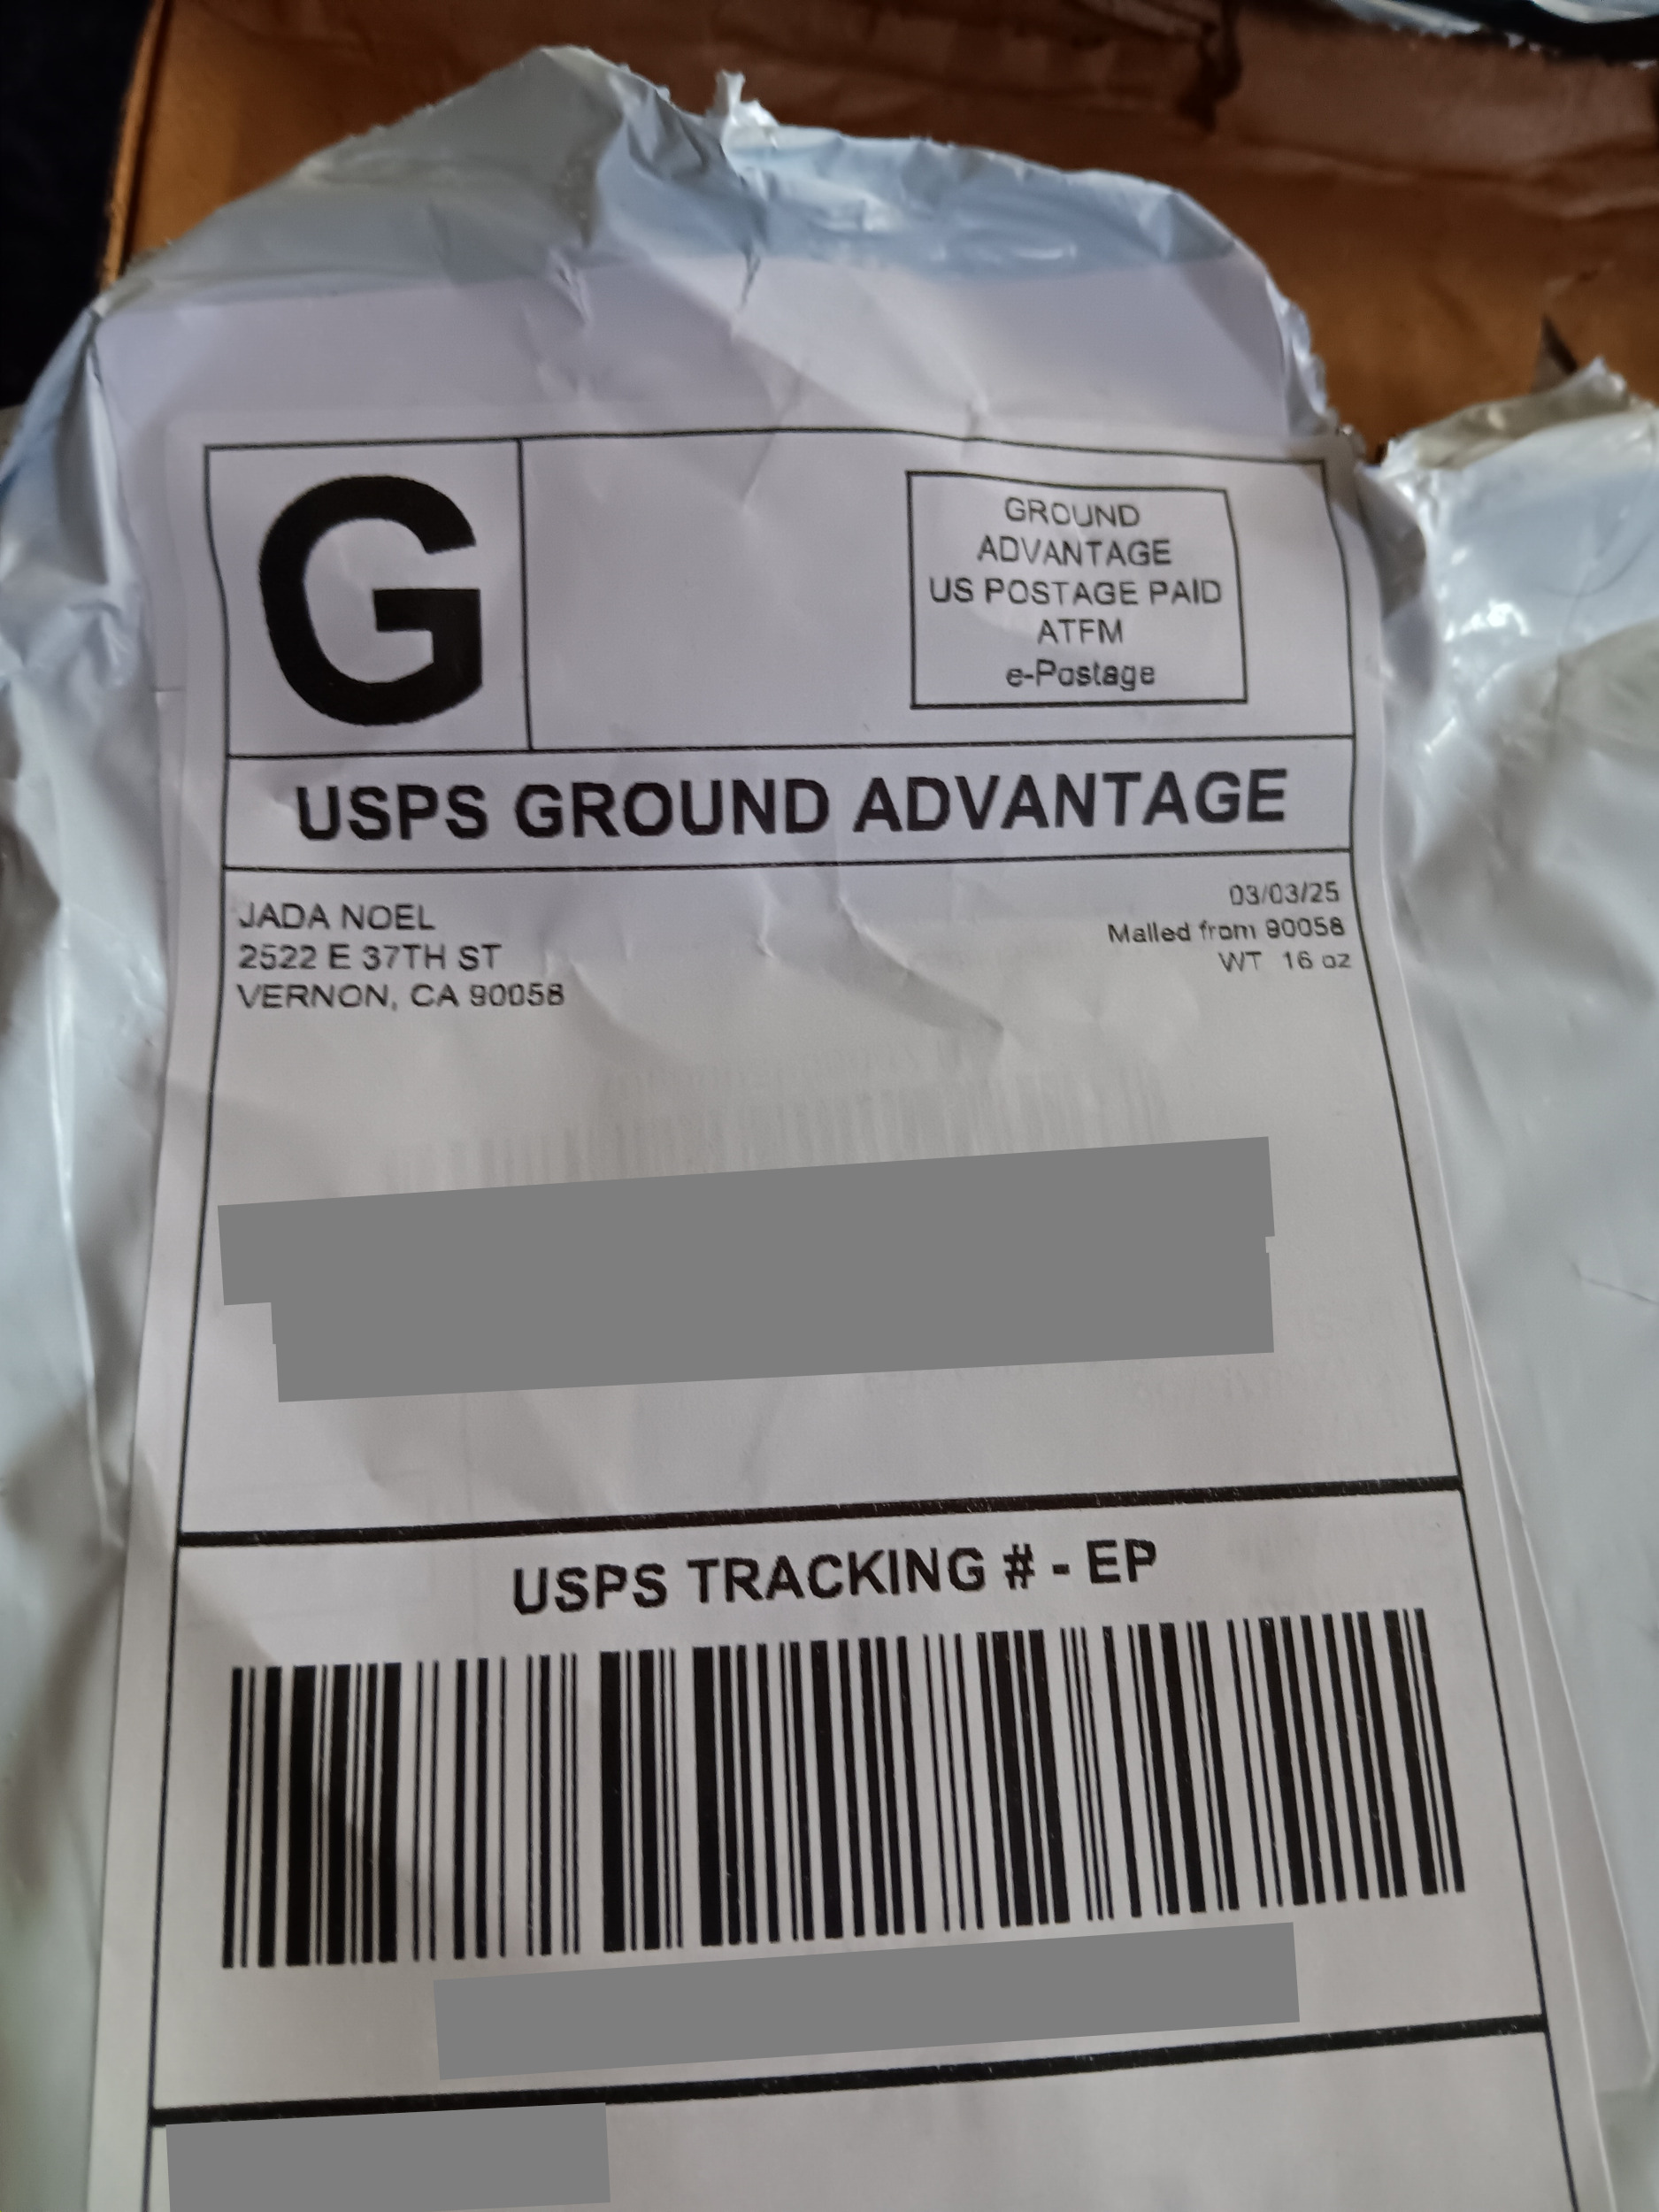 G
GROUND
ADVANTAGE
US POSTAGE PAID
ATFM
e-Postage
USPS GROUND ADVANTAGE
JADA NOEL
2522 E 37TH ST
VERNON, CA 90058
03/03/25
Mailed from 90058
WT 16 oz
USPS TRACKING # - EP